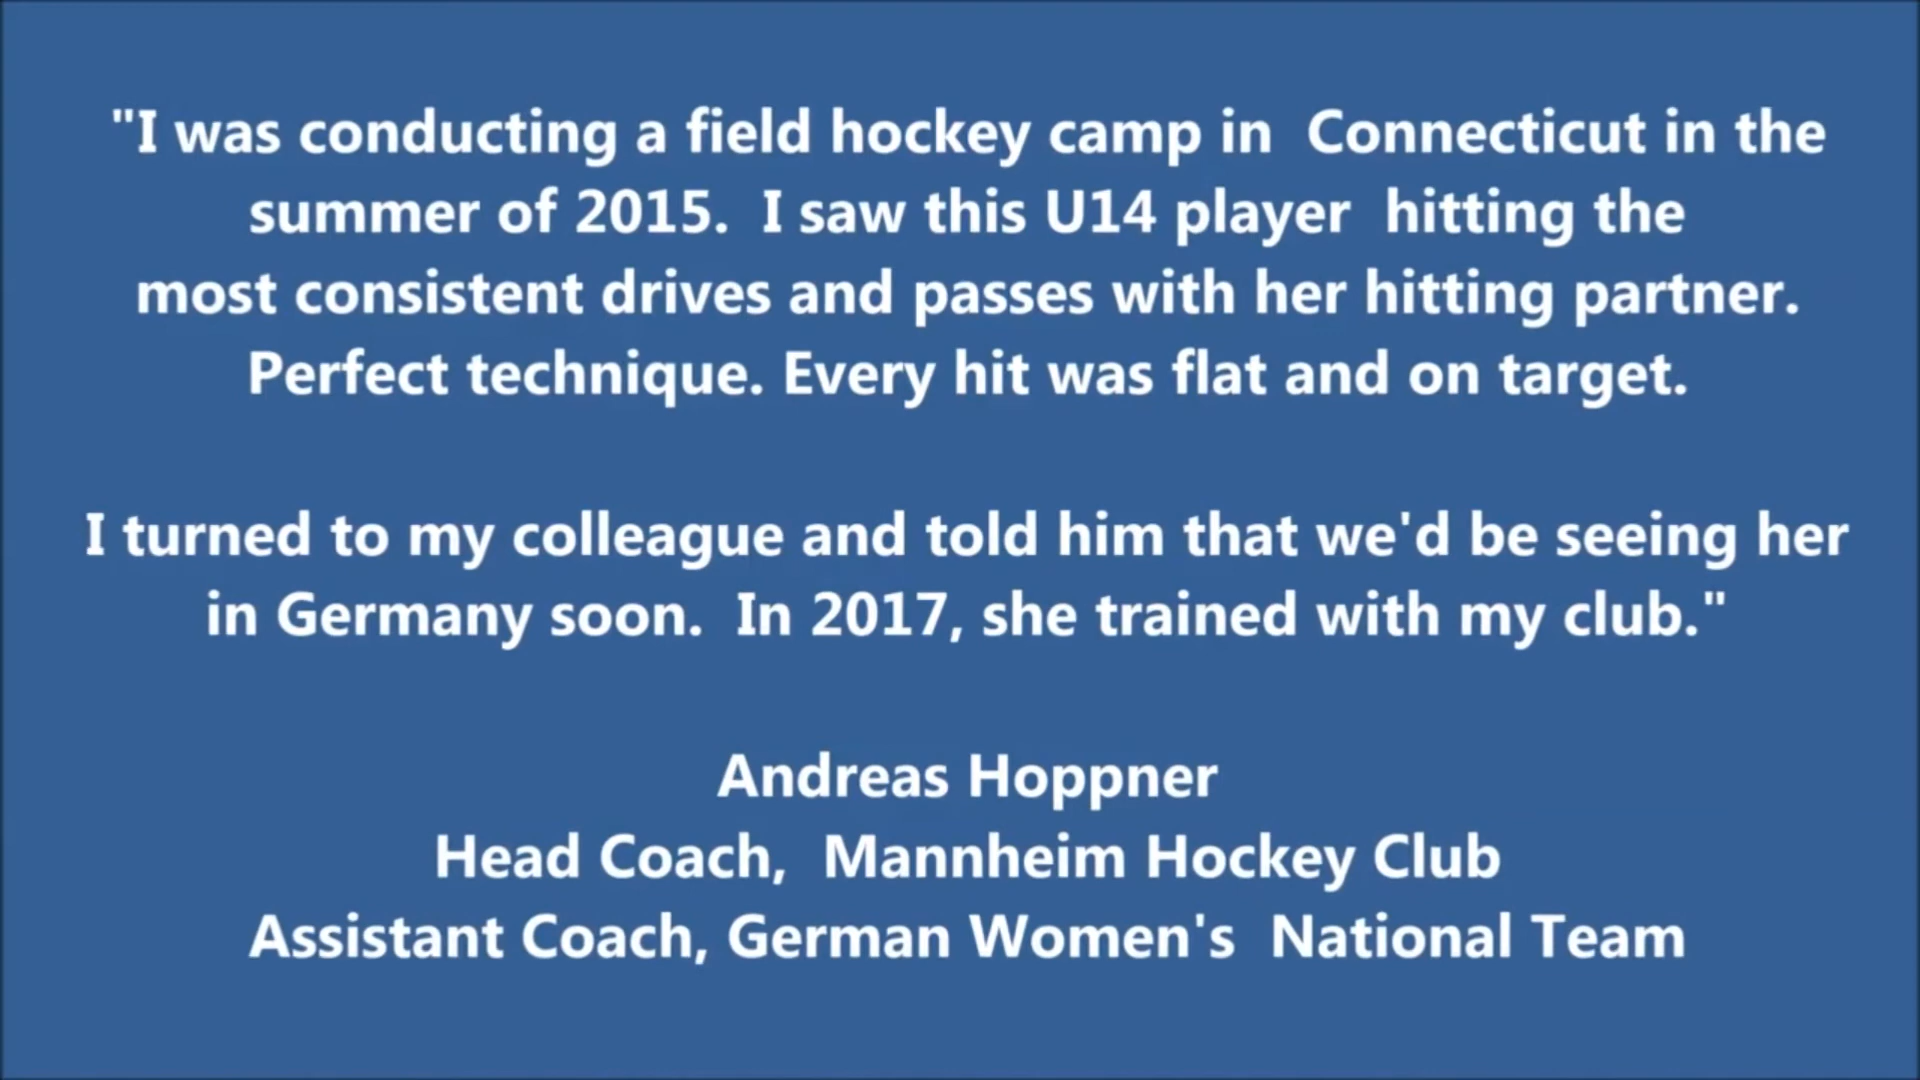 "I was conducting a field hockey camp in  Connecticut in the
summer of 2015.  I saw this U14 player  hitting the
most consistent drives and passes with her hitting partner.
Perfect technique. Every hit was flat and on target.
I turned to my colleague and told him that we'd be seeing her
in Germany soon.  In 2017, she trained with my club."
Andreas Hoppner
Head Coach,  Mannheim Hockey Club
Assistant Coach, German Women's  National Team